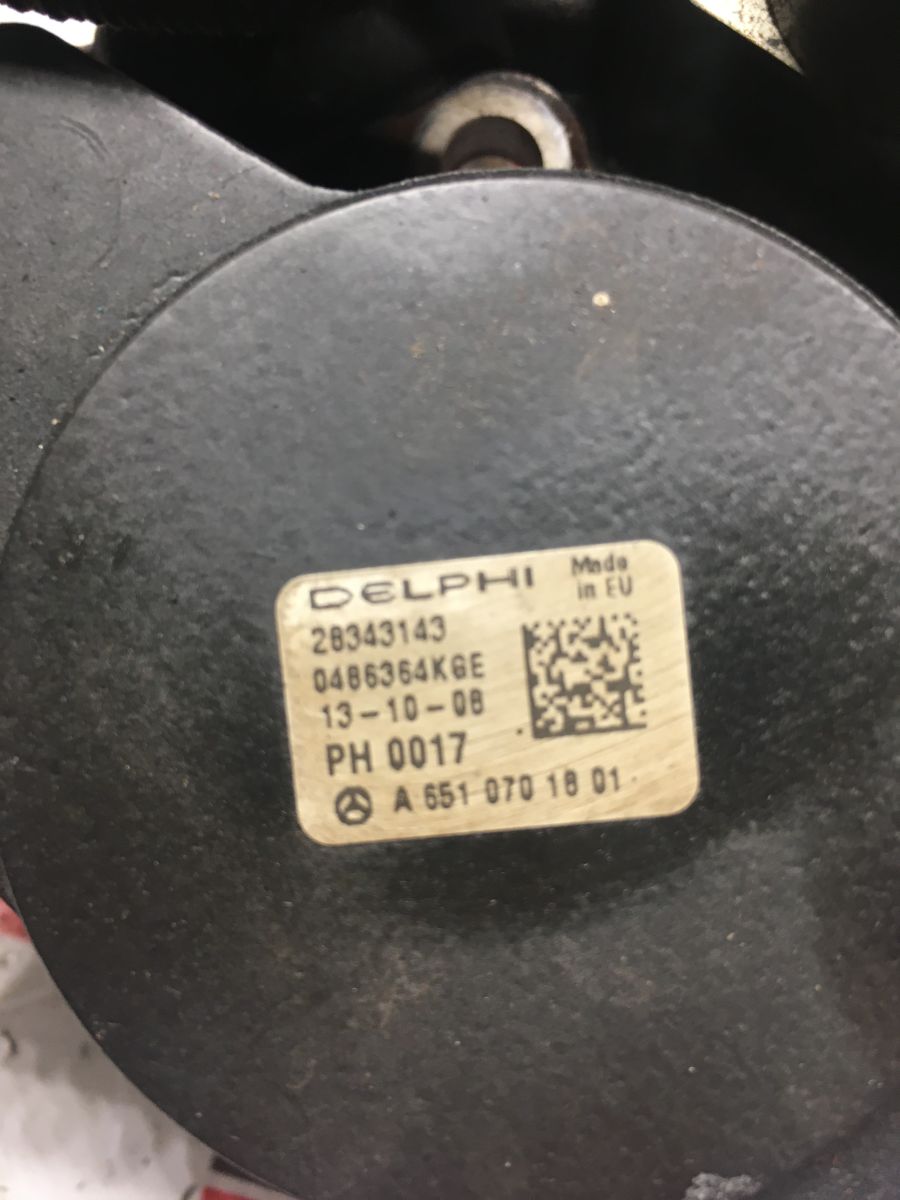 DELPHI
Made
in EU
28343143
0486364KGE
13-10-08
PH 0017
A 651 070 18 01